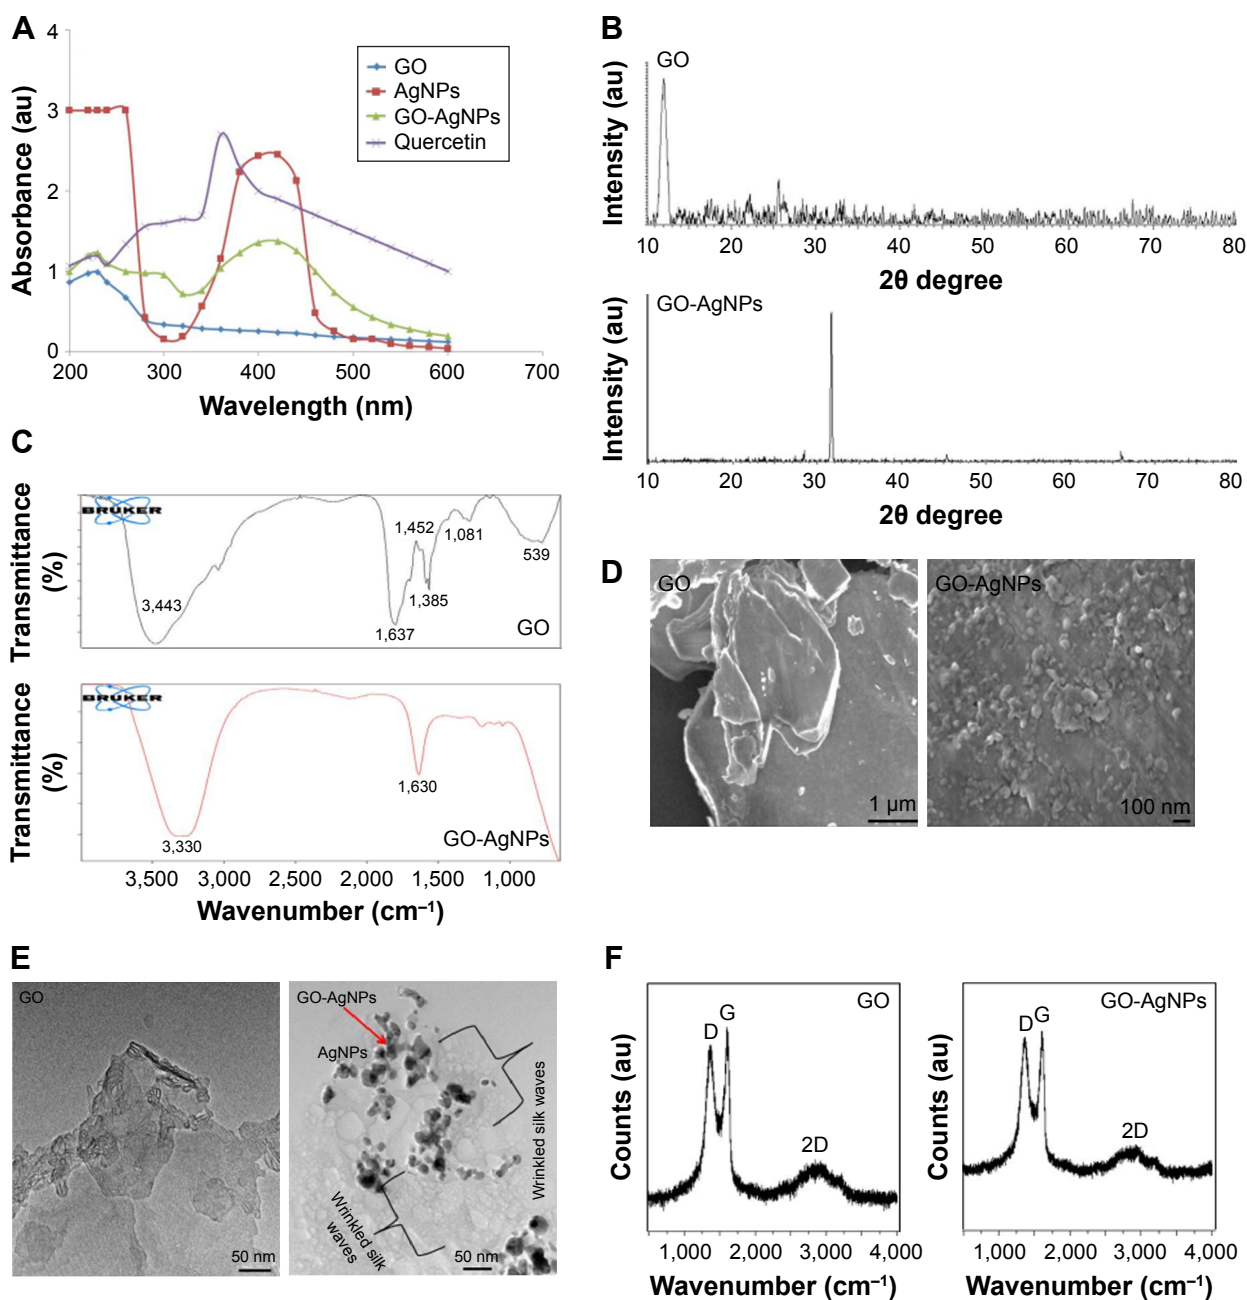 A
4
3
2
1
0
Absorbance (au)
GO
AgNPs
GO-AgNPs
Quercetin
200 300 400 500 600 700
Wavelength (nm)
B
GO
Intensity (au)
10 20 30 40 50 60 70 80
2θ degree
GO-AgNPs
Intensity (au)
10 20 30 40 50 60 70 80
2θ degree
C
BRUKER
Transmittance
(%)
3,443
1,637
1,452
1,385
1,081
539
GO
BRUKER
Transmittance
(%)
3,330
1,630
GO-AgNPs
3,500 3,000 2,500 2,000 1,500 1,000
Wavenumber (cm⁻¹)
D
GO
1 µm
GO-AgNPs
100 nm
E
GO
50 nm
GO-AgNPs
AgNPs
Wrinkled silk waves
Wrinkled silk
waves
50 nm
F
GO
D
G
2D
Counts (au)
1,000 2,000 3,000 4,000
Wavenumber (cm⁻¹)
GO-AgNPs
D
G
2D
Counts (au)
1,000 2,000 3,000 4,000
Wavenumber (cm⁻¹)